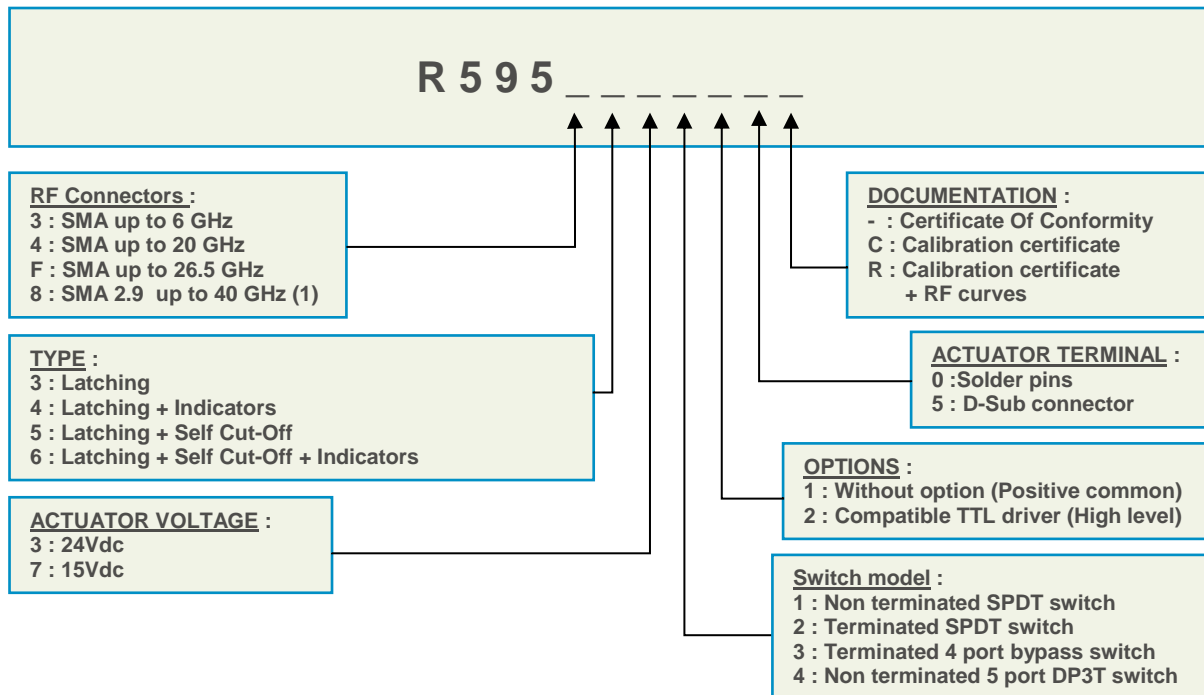 R 5 9 5 _ _ _ _ _ _ _
RF Connectors :
3 : SMA up to 6 GHz
4 : SMA up to 20 GHz
F : SMA up to 26.5 GHz
8 : SMA 2.9 up to 40 GHz (1)
TYPE :
3 : Latching
4 : Latching + Indicators
5 : Latching + Self Cut-Off
6 : Latching + Self Cut-Off + Indicators
ACTUATOR VOLTAGE :
3 : 24Vdc
7 : 15Vdc
DOCUMENTATION :
- : Certificate Of Conformity
C : Calibration certificate
R : Calibration certificate
+ RF curves
ACTUATOR TERMINAL :
0 :Solder pins
5 : D-Sub connector
OPTIONS :
1 : Without option (Positive common)
2 : Compatible TTL driver (High level)
Switch model :
1 : Non terminated SPDT switch
2 : Terminated SPDT switch
3 : Terminated 4 port bypass switch
4 : Non terminated 5 port DP3T switch